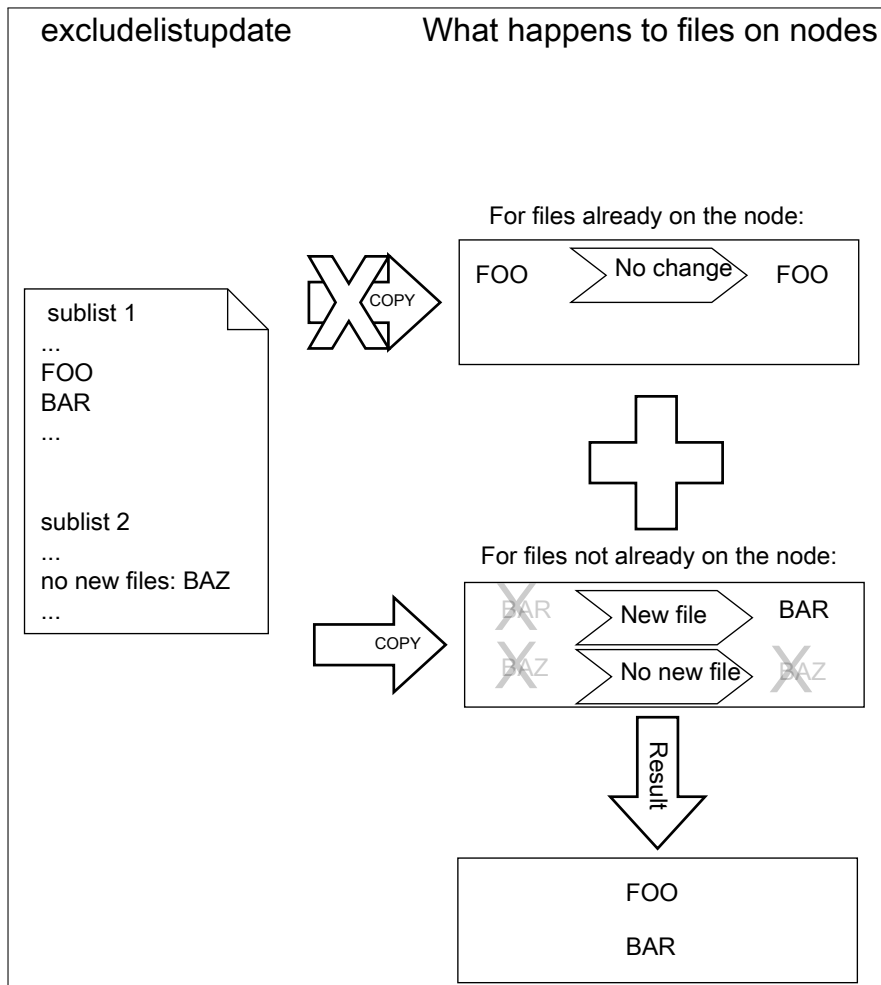 excludelistupdate
What happens to files on nodes
sublist 1
...
FOO
BAR
...
sublist 2
...
no new files: BAZ
...
COPY
For files already on the node:
FOO No change FOO
COPY
For files not already on the node:
BAR New file BAR
BAZ No new file BAZ
Result
FOO
BAR